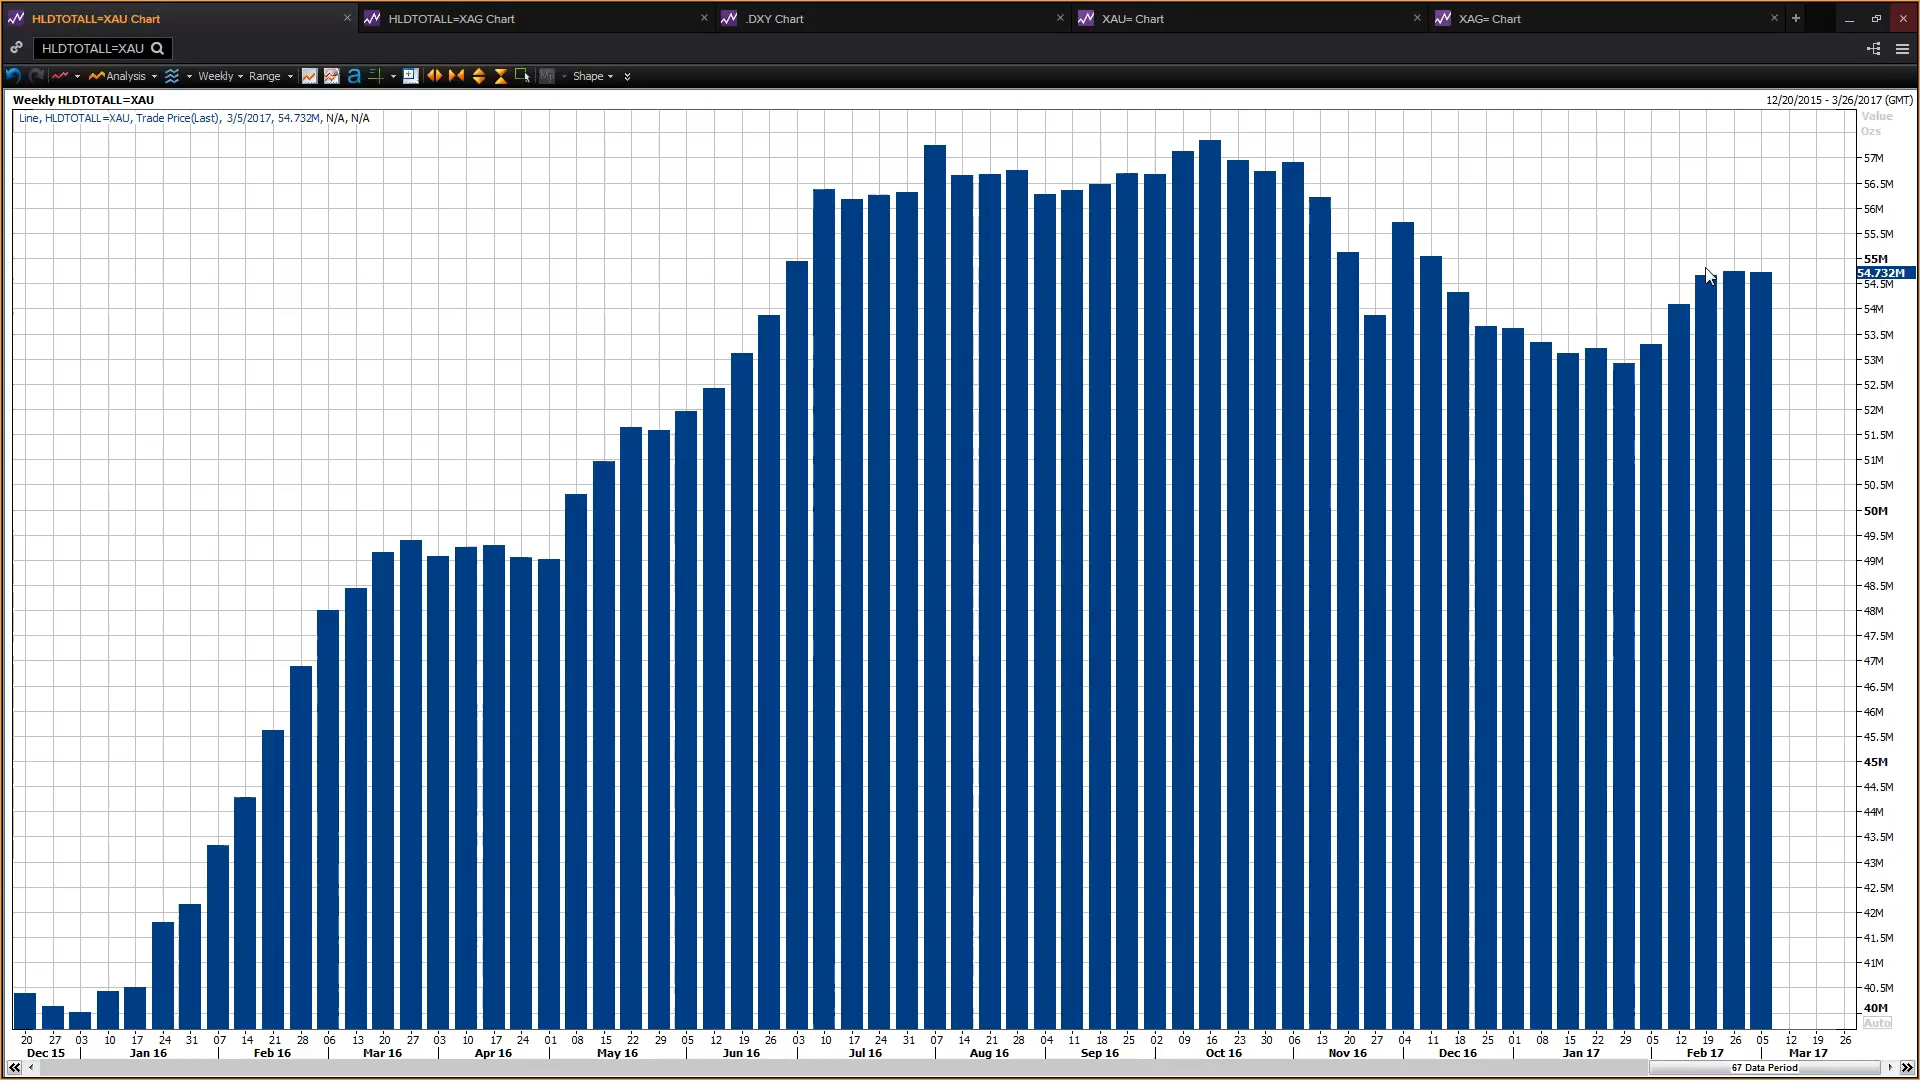 HLDTOTALL=XAU Chart
HLDTOTALL=XAG Chart
.DXY Chart
XAU= Chart
XAG= Chart
HLDTOTALL=XAU
Analysis Weekly Range a Shape
Weekly HLDTOTALL=XAU
12/20/2015 - 3/26/2017 (GMT)
Line, HLDTOTALL=XAU, Trade Price(Last), 3/5/2017, 54.732M, N/A, N/A
Value
Ozs
57M
56.5M
56M
55.5M
55M
54.732M
54.5M
54M
53.5M
53M
52.5M
52M
51.5M
51M
50.5M
50M
49.5M
49M
48.5M
48M
47.5M
47M
46.5M
46M
45.5M
45M
44.5M
44M
43.5M
43M
42.5M
42M
41.5M
41M
40.5M
40M
Auto
20 27 03 10 17 24 31 07 14 21 28 06 13 20 27 03 10 17 24 01 08 15 22 29 05 12 19 26 03 10 17 24 31 07 14 21 28 04 11 18 25 02 09 16 23 30 06 13 20 27 04 11 18 25 01 08 15 22 29 05 12 19 26 05 12 19 26
Dec 15 Jan 16 Feb 16 Mar 16 Apr 16 May 16 Jun 16 Jul 16 Aug 16 Sep 16 Oct 16 Nov 16 Dec 16 Jan 17 Feb 17 Mar 17
67 Data Period